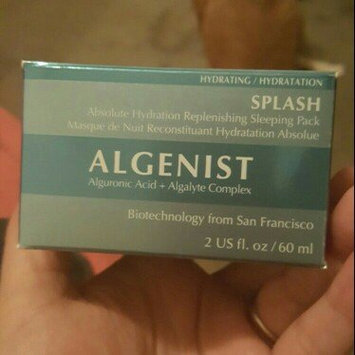 HYDRATING / HYDRATATION
SPLASH
Absolute Hydration Replenishing Sleeping Pack
Masque de Nuit Reconstituant Hydratation Absolue
ALGENIST
Alguronic Acid + Algalyte Complex
Biotechnology from San Francisco
2 US fl. oz / 60 ml